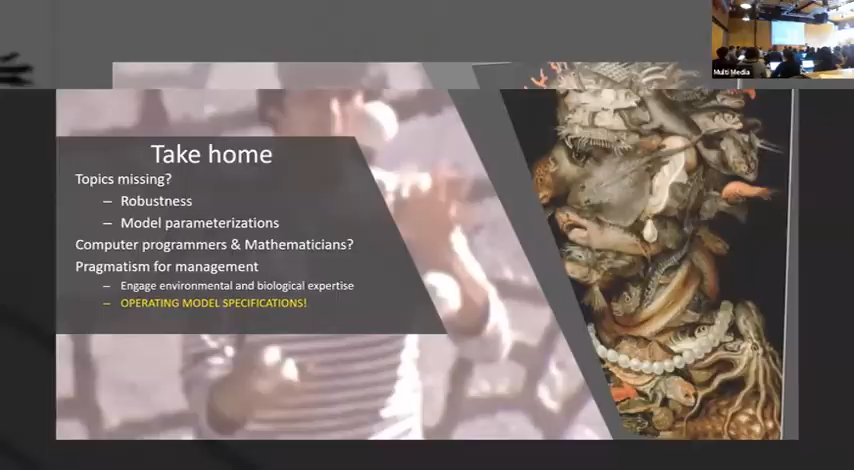 Multi Media
Take home
Topics missing?
– Robustness
– Model parameterizations
Computer programmers & Mathematicians?
Pragmatism for management
– Engage environmental and biological expertise
– OPERATING MODEL SPECIFICATIONS!